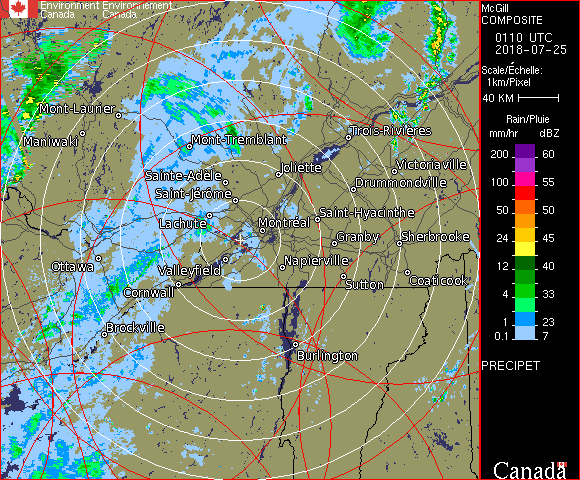 Environment Environnement
Canada Canada
McGill
COMPOSITE
0110 UTC
2018-07-25
Scale/Échelle:
1km/Pixel
40 KM
Rain/Pluie
mm/hr dBZ
200 60
100 55
50 50
24 45
12 40
4 33
1 23
0.1 7
PRECIPET
Canada
Mont-Laurier
Maniwaki
Mont-Tremblant
Trois-Rivières
Joliette
Victoriaville
Sainte-Adèle
Drummondville
Saint-Jérôme
Lachute
Saint-Hyacinthe
Montréal
Granby
Sherbrooke
Ottawa
Valleyfield
Napierville
Sutton
Coaticook
Cornwall
Brockville
Burlington